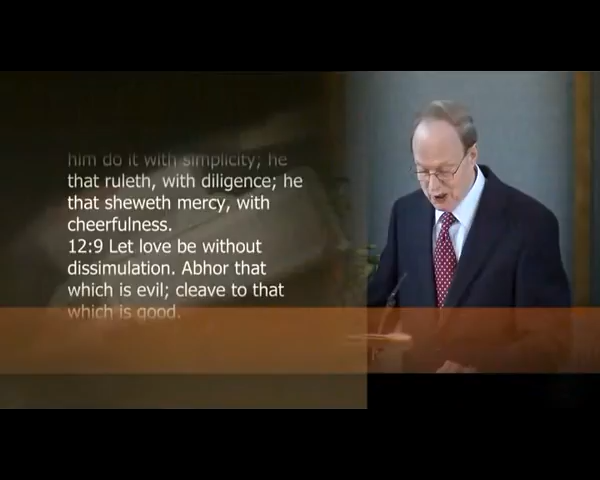 him do it with simplicity; he
that ruleth, with diligence; he
that sheweth mercy, with
cheerfulness.
12:9 Let love be without
dissimulation. Abhor that
which is evil; cleave to that
which is good.